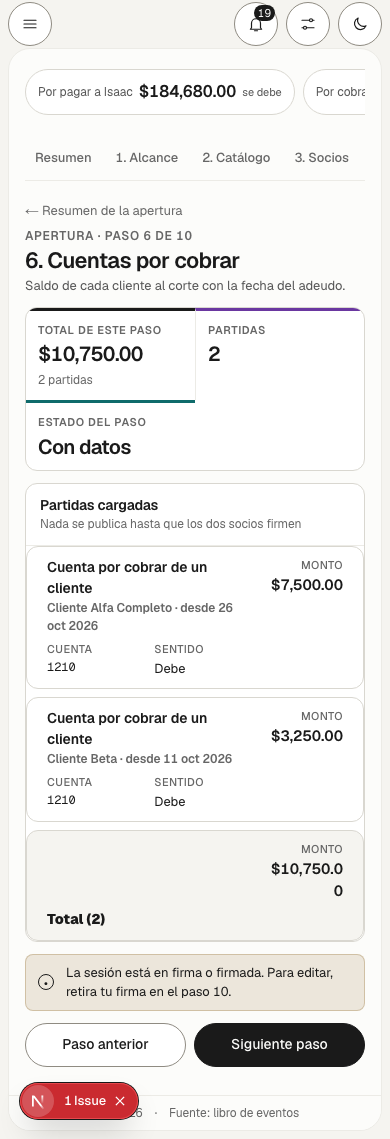 19
Por pagar a Isaac $184,680.00 se debe
Por cobra
Resumen 1. Alcance 2. Catálogo 3. Socios
← Resumen de la apertura
APERTURA · PASO 6 DE 10
6. Cuentas por cobrar
Saldo de cada cliente al corte con la fecha del adeudo.
TOTAL DE ESTE PASO
$10,750.00
2 partidas
PARTIDAS
2
ESTADO DEL PASO
Con datos
Partidas cargadas
Nada se publica hasta que los dos socios firmen
Cuenta por cobrar de un
cliente
Cliente Alfa Completo · desde 26
oct 2026
MONTO
$7,500.00
CUENTA SENTIDO
1210 Debe
Cuenta por cobrar de un
cliente
Cliente Beta · desde 11 oct 2026
MONTO
$3,250.00
CUENTA SENTIDO
1210 Debe
MONTO
$10,750.0
0
Total (2)
La sesión está en firma o firmada. Para editar,
retira tu firma en el paso 10.
Paso anterior Siguiente paso
N 1 Issue
· Fuente: libro de eventos